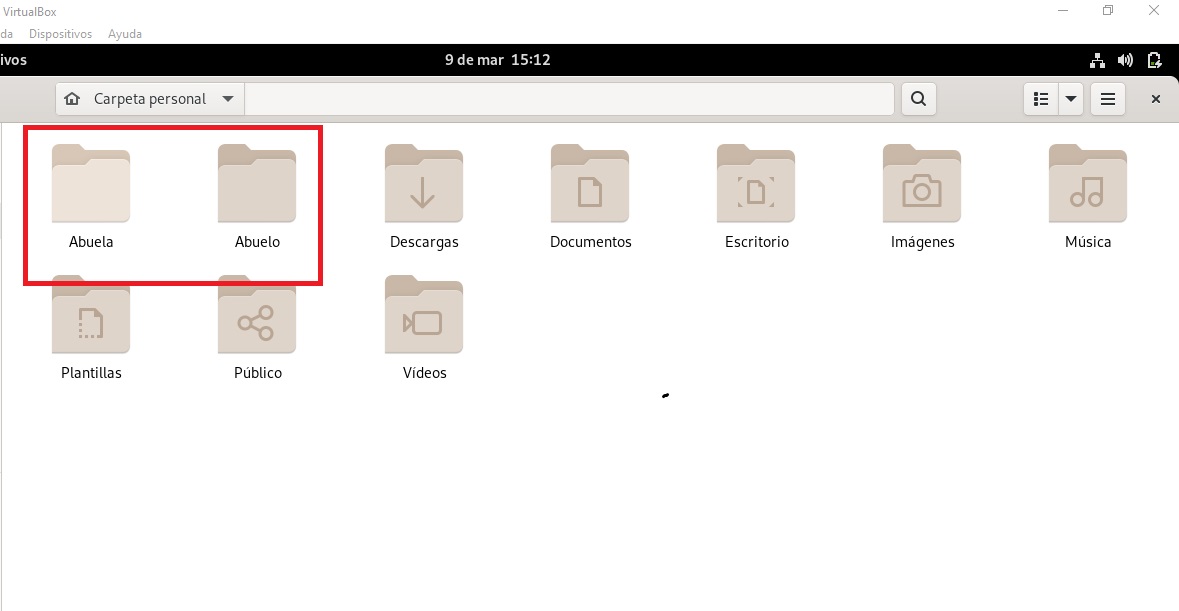 VirtualBox
da Dispositivos Ayuda
ivos 9 de mar 15:12
Carpeta personal
Abuela Abuelo Descargas Documentos Escritorio Imágenes Música
Plantillas Público Vídeos